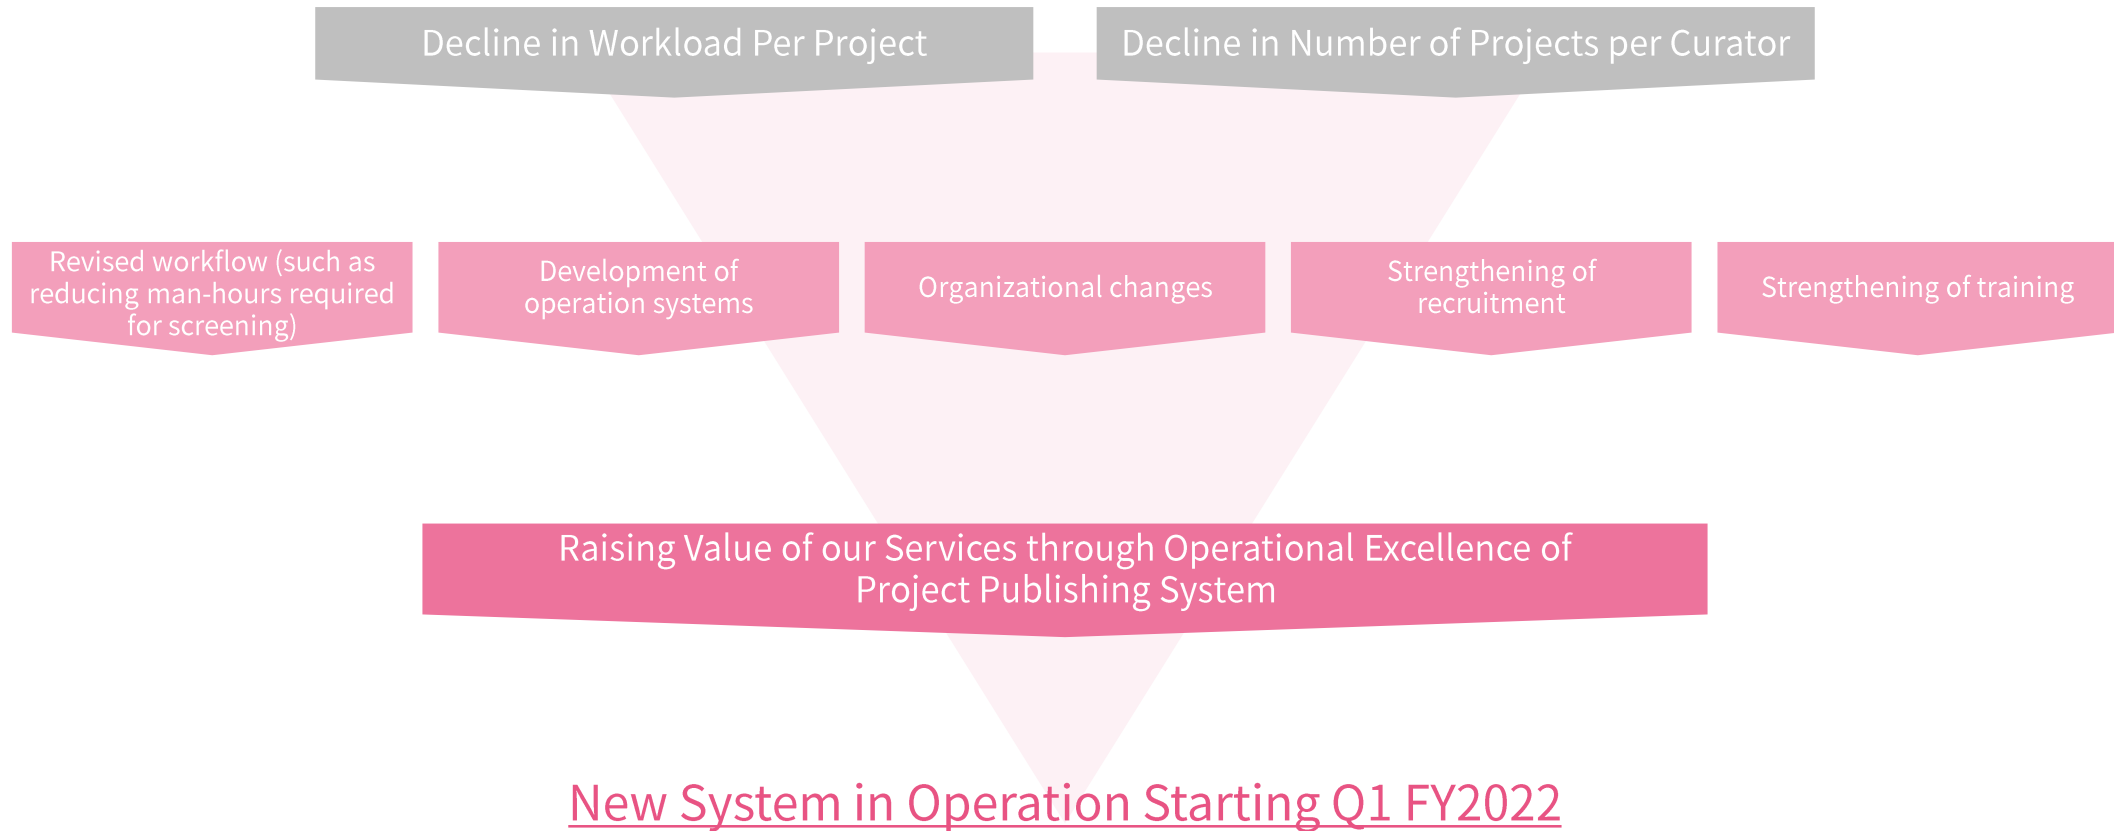 Decline in Workload Per Project
Decline in Number of Projects per Curator
Revised workflow (such as
reducing man-hours required
for screening)
Development of
operation systems
Organizational changes
Strengthening of
recruitment
Strengthening of training
Raising Value of our Services through Operational Excellence of
Project Publishing System
New System in Operation Starting Q1 FY2022